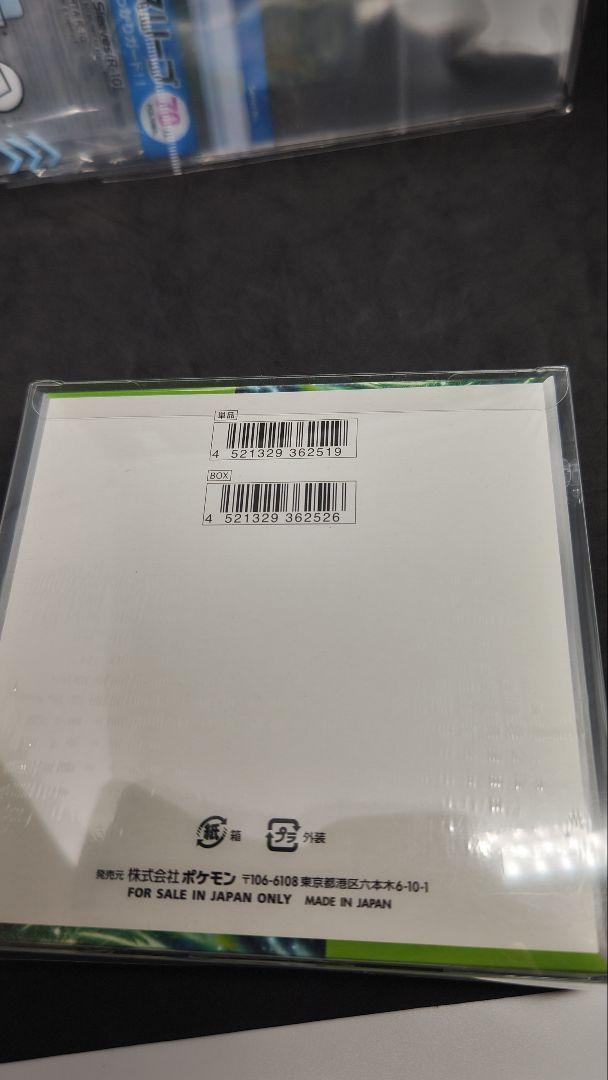 単品
4 521329 362519
BOX
4 521329 362526
紙 箱 プラ 外装
発売元 株式会社ポケモン 〒106-6108 東京都港区六本木6-10-1
FOR SALE IN JAPAN ONLY MADE IN JAPAN